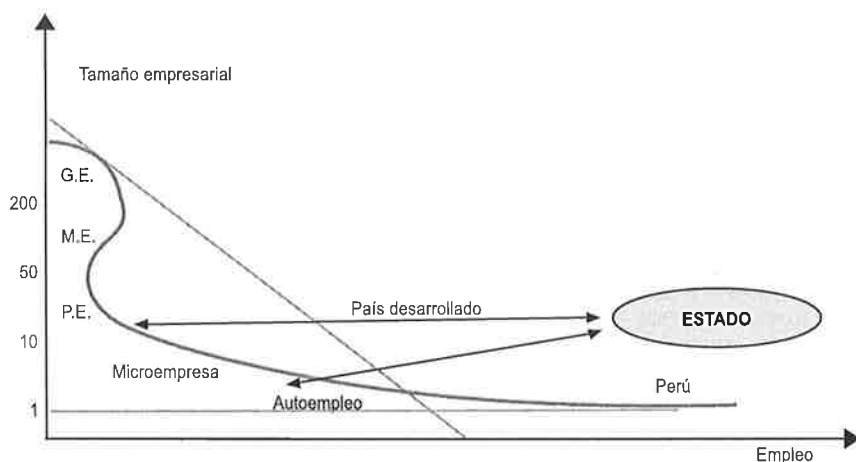 Tamaño empresarial
G.E.
200
M.E.
50
P.E.
País desarrollado
ESTADO
10
Microempresa
Perú
Autoempleo
1
Empleo